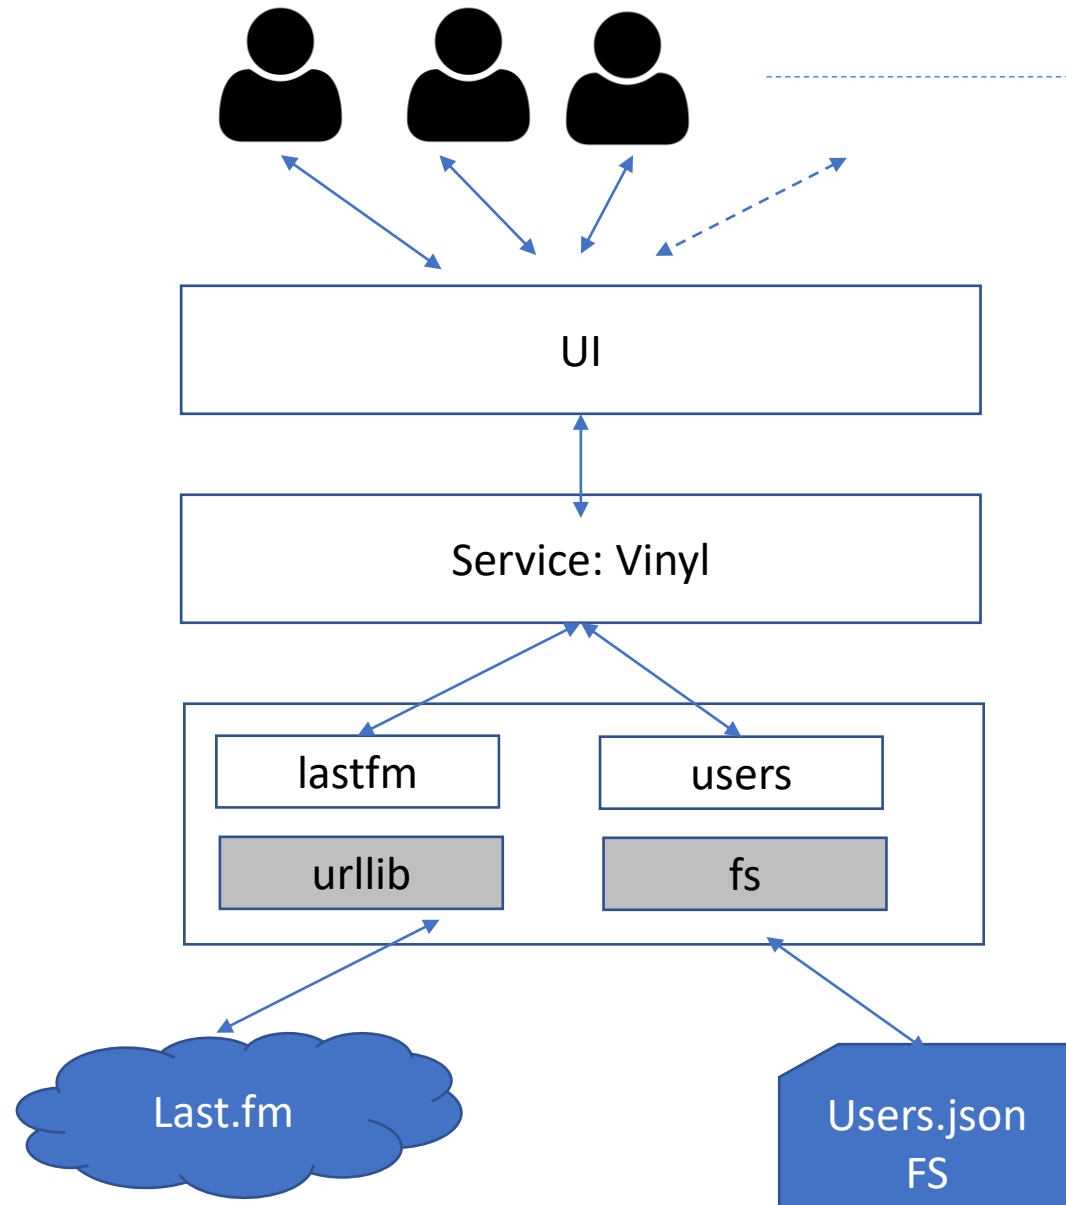 UI
Service: Vinyl
lastfm
users
urllib
fs
Last.fm
Users.json
FS